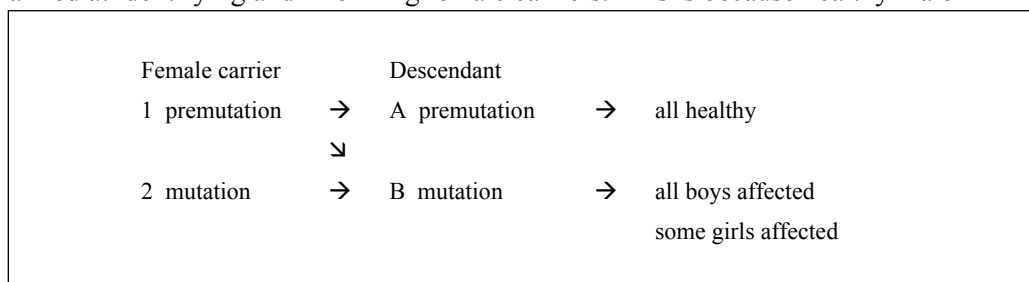 Female carrier Descendant
1 premutation → A premutation → all healthy
↘
2 mutation → B mutation → all boys affected
some girls affected